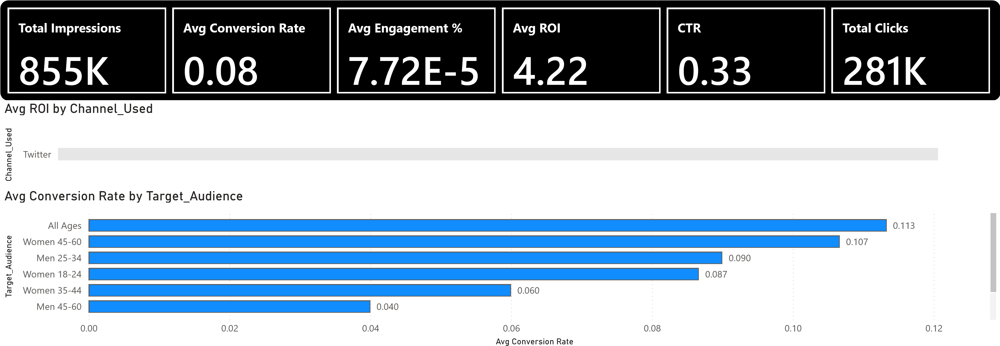 Total Impressions
855K
Avg Conversion Rate
0.08
Avg Engagement %
7.72E-5
Avg ROI
4.22
CTR
0.33
Total Clicks
281K
Avg ROI by Channel_Used
Channel_Used
Twitter
Avg Conversion Rate by Target_Audience
Target_Audience
All Ages 0.113
Women 45-60 0.107
Men 25-34 0.090
Women 18-24 0.087
Women 35-44 0.060
Men 45-60 0.040
0.00 0.02 0.04 0.06 0.08 0.10 0.12
Avg Conversion Rate